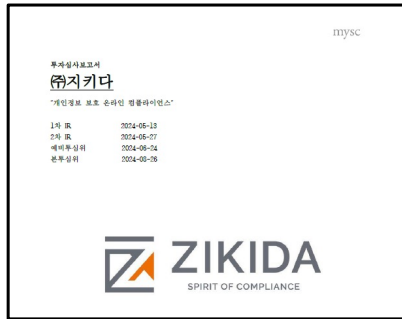 mysc
투자심사보고서
㈜지키다
"개인정보 보호 온라인 컴플라이언스"
1차 IR 2024-05-13
2차 IR 2024-05-27
예비투심위 2024-06-24
본투심위 2024-08-26
ZIKIDA
SPIRIT OF COMPLIANCE